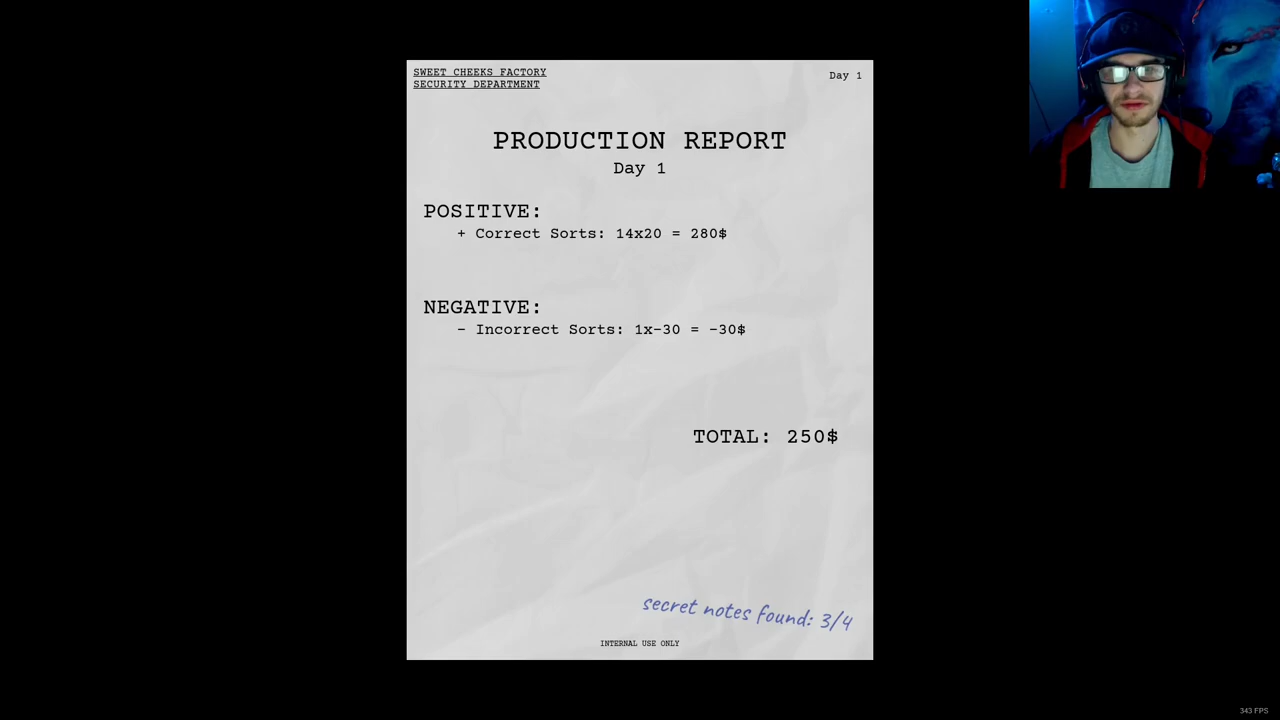 SWEET CHEEKS FACTORY
SECURITY DEPARTMENT
Day 1
PRODUCTION REPORT
Day 1
POSITIVE:
+ Correct Sorts: 14x20 = 280$
NEGATIVE:
- Incorrect Sorts: 1x-30 = -30$
TOTAL: 250$
secret notes found: 3/4
INTERNAL USE ONLY
343 FPS